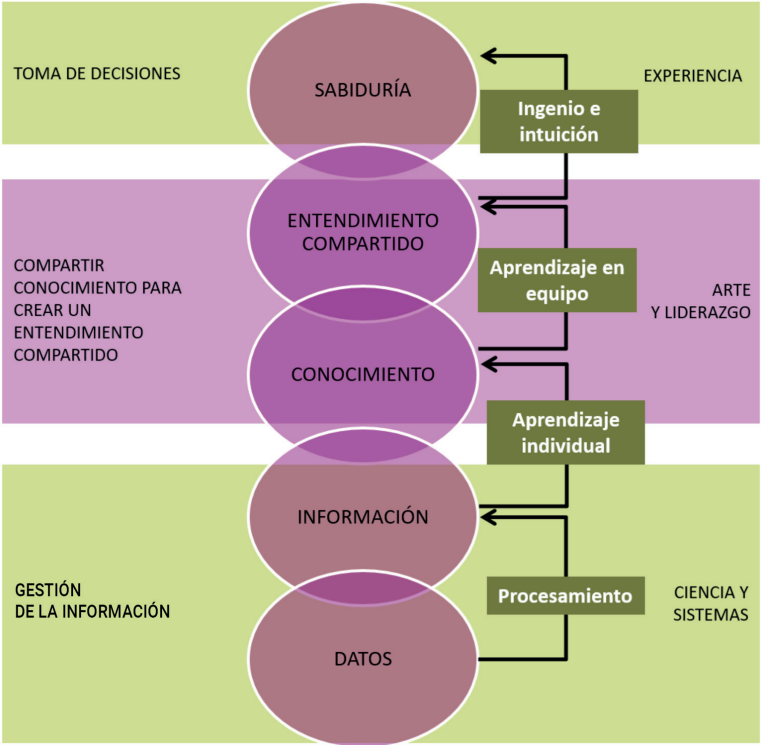 TOMA DE DECISIONES
SABIDURÍA
EXPERIENCIA
Ingenio e
intuición
ENTENDIMIENTO
COMPARTIDO
COMPARTIR
CONOCIMIENTO PARA
CREAR UN
ENTENDIMIENTO
COMPARTIDO
Aprendizaje en
equipo
ARTE
Y LIDERAZGO
CONOCIMIENTO
Aprendizaje
individual
INFORMACIÓN
GESTIÓN
DE LA INFORMACIÓN
Procesamiento
CIENCIA Y
SISTEMAS
DATOS